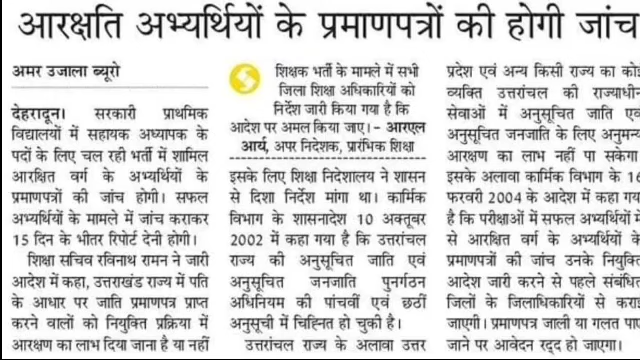 आरक्षति अभ्यर्थियों के प्रमाणपत्रों की होगी जांच
अमर उजाला ब्यूरो
देहरादून। सरकारी प्राथमिक
विद्यालयों में सहायक अध्यापक के
पदों के लिए चल रही भर्ती में शामिल
आरक्षित वर्ग के अभ्यर्थियों के
प्रमाणपत्रों की जांच होगी। सफल
अभ्यर्थियों के मामले में जांच कराकर
15 दिन के भीतर रिपोर्ट देनी होगी।
शिक्षा सचिव रविनाथ रामन ने जारी
आदेश में कहा, उत्तराखंड राज्य में पति
के आधार पर जाति प्रमाणपत्र प्राप्त
करने वालों को नियुक्ति प्रक्रिया में
आरक्षण का लाभ दिया जाना है या नहीं
शिक्षक भर्ती के मामले में सभी
जिला शिक्षा अधिकारियों को
निर्देश जारी किया गया है कि
आदेश पर अमल किया जाए। – आरएल
आर्य, अपर निदेशक, प्रारंभिक शिक्षा
इसके लिए शिक्षा निदेशालय ने शासन
से दिशा निर्देश मांगा था। कार्मिक
विभाग के शासनादेश 10 अक्तूबर
2002 में कहा गया है कि उत्तरांचल
राज्य की अनुसूचित जाति एवं
अनुसूचित जनजाति पुनर्गठन
अधिनियम की पांचवीं एवं छठीं
अनुसूची में चिह्नित हो चुकी है।
उत्तरांचल राज्य के अलावा उत्तर
प्रदेश एवं अन्य किसी राज्य का कोई
व्यक्ति उत्तरांचल की राज्याधीन
सेवाओं में अनुसूचित जाति एवं
अनुसूचित जनजाति के लिए अनुमन्य
आरक्षण का लाभ नहीं पा सकेगा।
इसके अलावा कार्मिक विभाग के 16
फरवरी 2004 के आदेश में कहा गया
है कि परीक्षाओं में सफल अभ्यर्थियों में
से आरक्षित वर्ग के अभ्यर्थियों के
प्रमाणपत्रों की जांच उनके नियुक्ति
आदेश जारी करने से पहले संबंधित
जिलों के जिलाधिकारियों से कराई
जाएगी। प्रमाणपत्र जाली या गलत पाए
जाने पर आवेदन रद्द हो जाएगा।